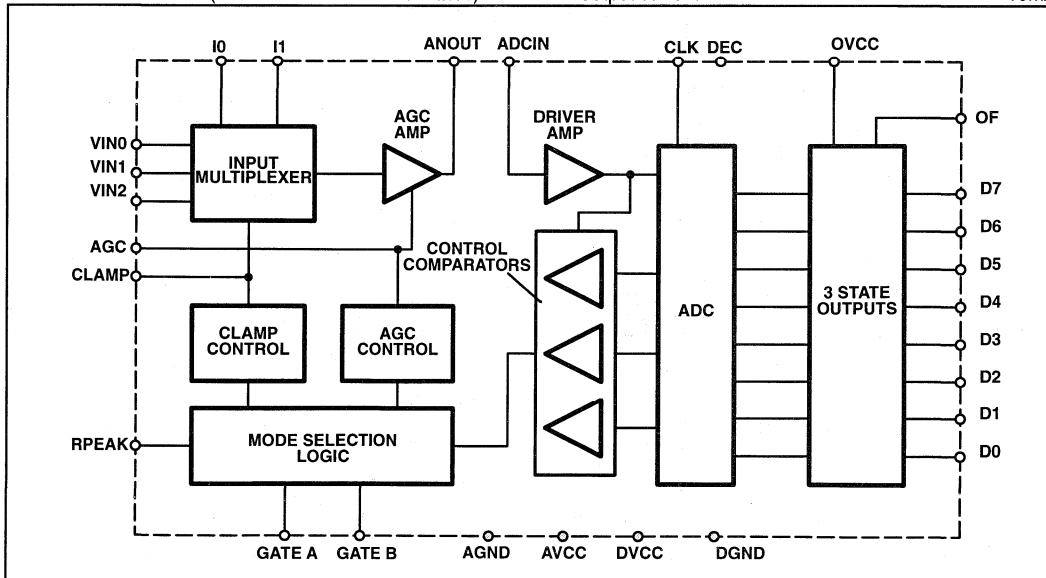 I0 I1 ANOUT ADCIN CLK DEC OVCC
AGC
AMP
DRIVER
AMP
OF
VIN0
VIN1
VIN2
INPUT
MULTIPLEXER
D7
D6
AGC
CLAMP
CONTROL
COMPARATORS
D5
ADC
3 STATE
OUTPUTS
D4
CLAMP
CONTROL
AGC
CONTROL
D3
D2
D1
RPEAK
MODE SELECTION
LOGIC
D0
GATE A GATE B AGND AVCC DVCC DGND